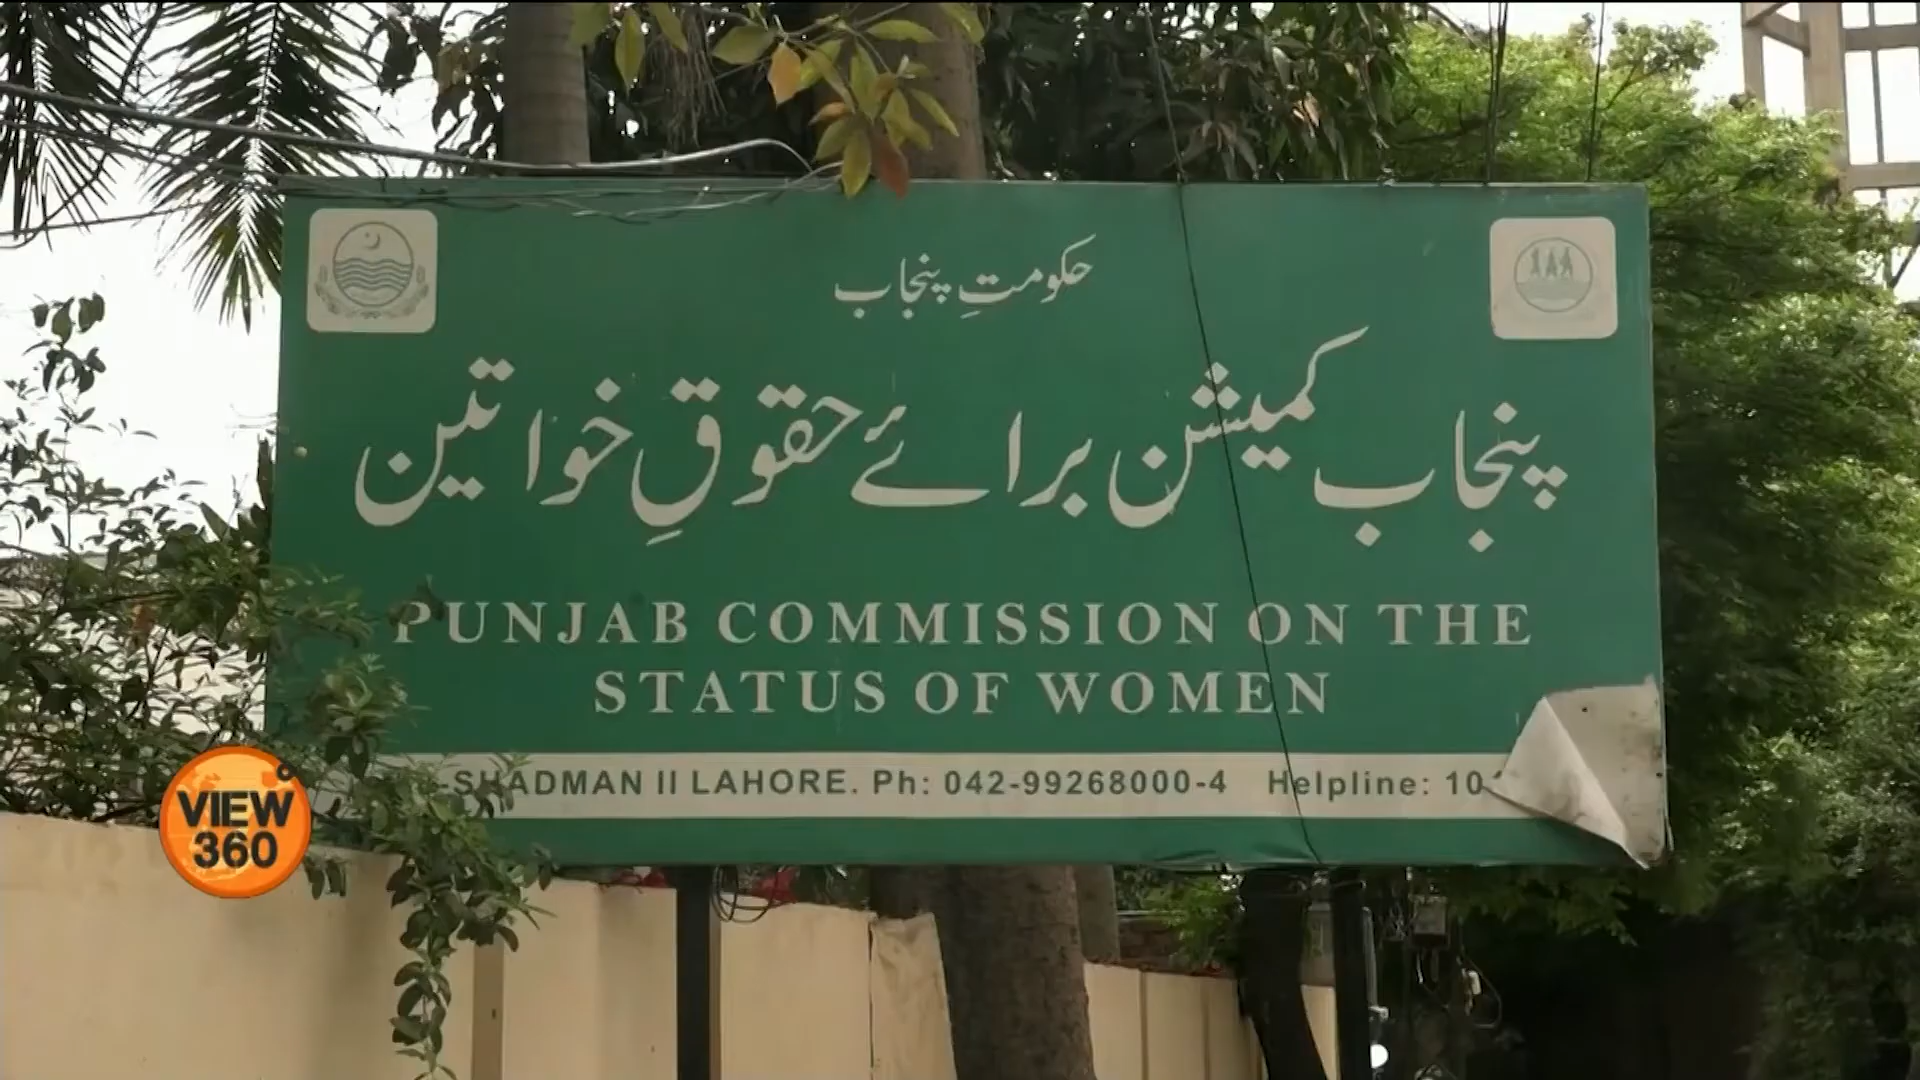 حکومتِ پنجاب
پنجاب کمیشن برائے حقوقِ خواتین
PUNJAB COMMISSION ON THE
STATUS OF WOMEN
-SHADMAN II LAHORE. Ph: 042-99268000-4 Helpline: 10
VIEW
360°